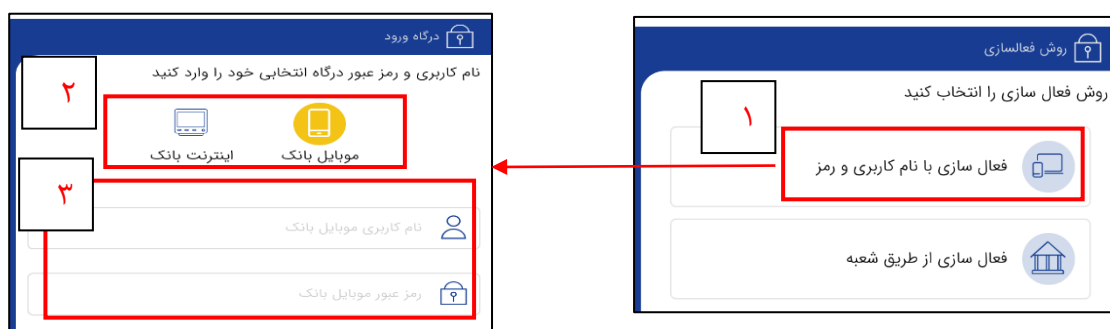 روش فعالسازی
روش فعال سازی را انتخاب کنید
۱
فعال سازی با نام کاربری و رمز
فعال سازی از طریق شعبه
درگاه ورود
نام کاربری و رمز عبور درگاه انتخابی خود را وارد کنید
۲
موبایل بانک
اینترنت بانک
۳
نام کاربری موبایل بانک
رمز عبور موبایل بانک